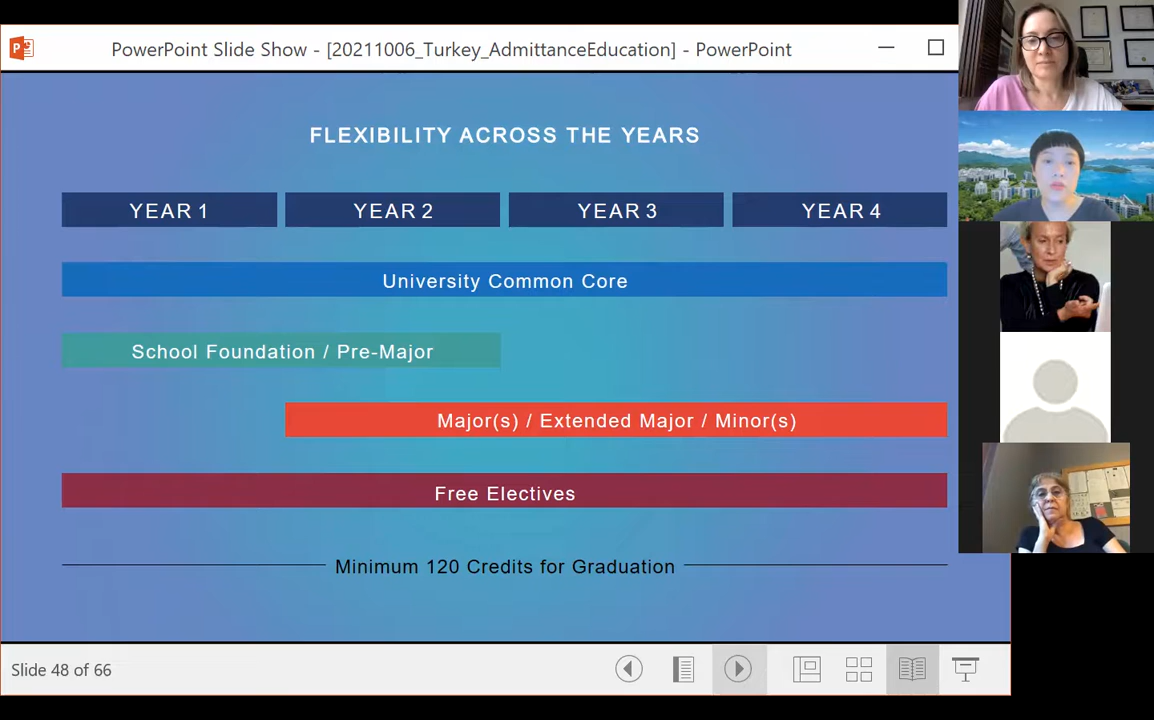 PowerPoint Slide Show - [20211006_Turkey_AdmittanceEducation] - PowerPoint
FLEXIBILITY ACROSS THE YEARS
YEAR 1
YEAR 2
YEAR 3
YEAR 4
University Common Core
School Foundation / Pre-Major
Major(s) / Extended Major / Minor(s)
Free Electives
Minimum 120 Credits for Graduation
Slide 48 of 66